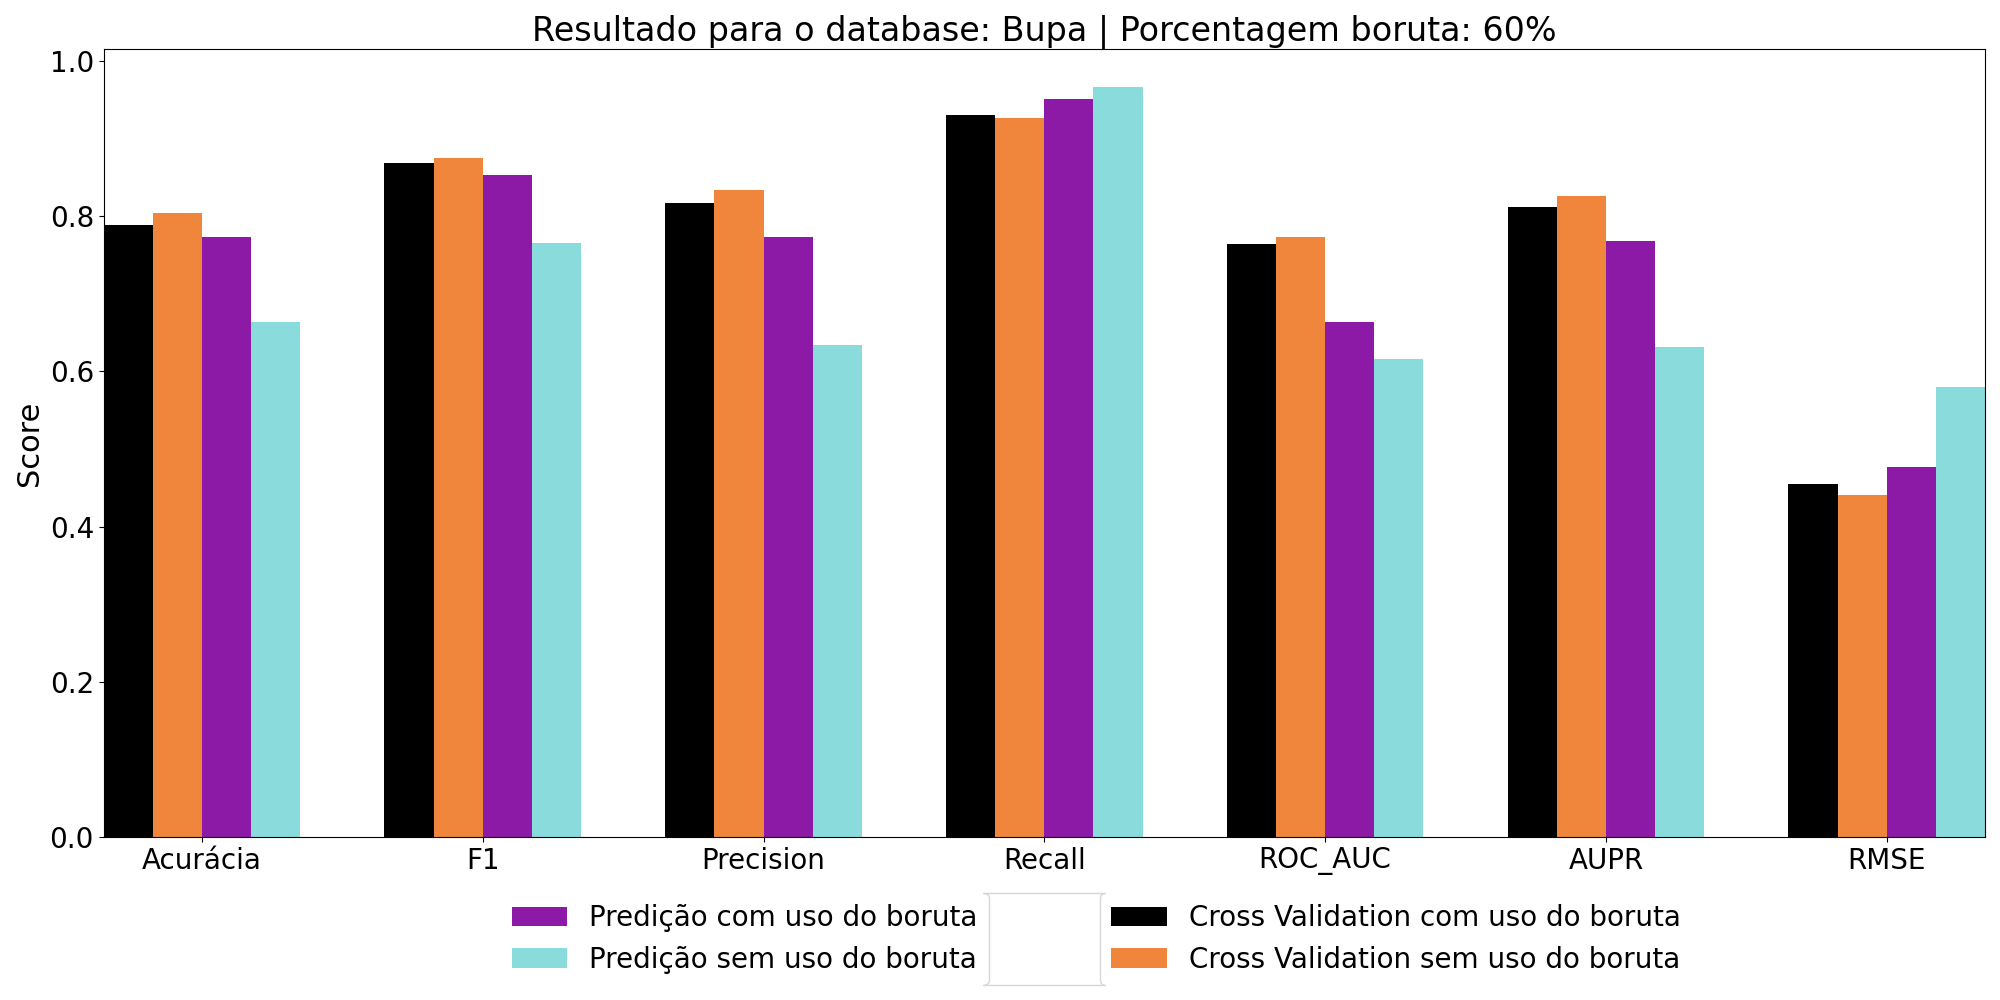 Resultado para o database: Bupa | Porcentagem boruta: 60%
1.0
0.8
0.6
0.4
0.2
0.0
Score
Acurácia F1 Precision Recall ROC_AUC AUPR RMSE
Predição com uso do boruta
Predição sem uso do boruta
Cross Validation com uso do boruta
Cross Validation sem uso do boruta